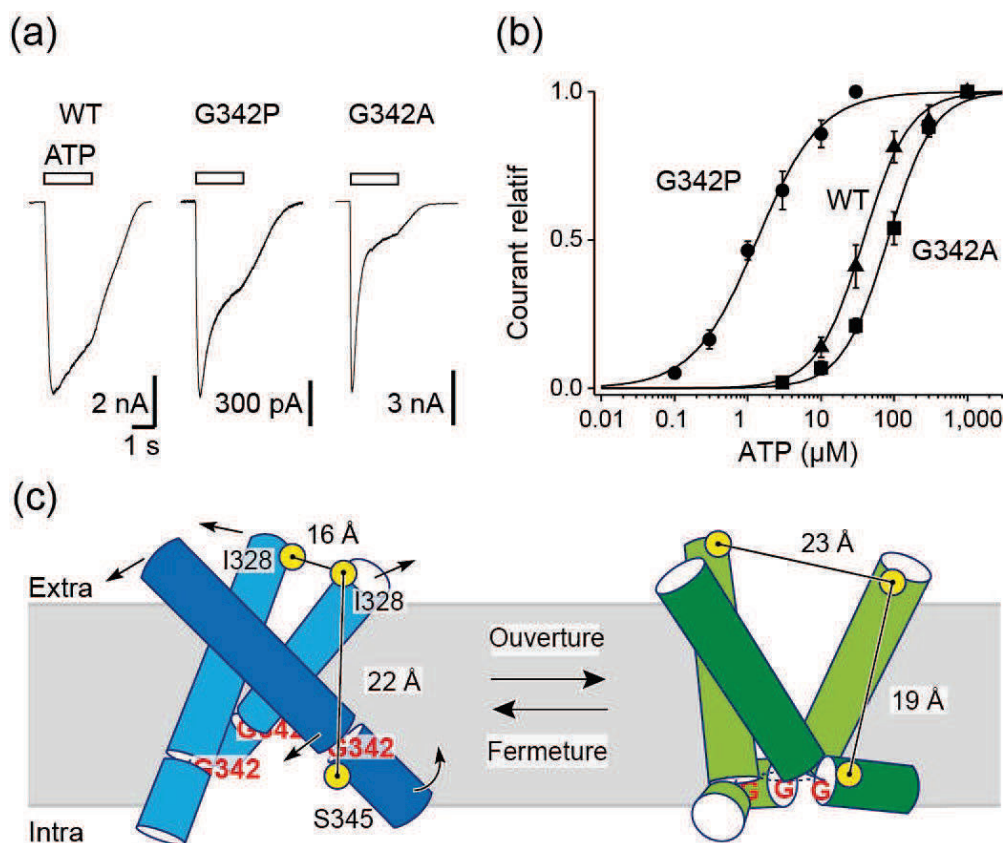 (a)
WT
G342P
G342A
ATP
2 nA
300 pA
3 nA
1 s
(b)
1.0
0.5
0.0
Courant relatif
G342P
WT
G342A
0.01 0.1 1 10 100 1,000
ATP (µM)
(c)
16 Å
23 Å
I328
I328
Extra
Ouverture
22 Å
19 Å
Fermeture
G342
G342
G342
G G G
S345
Intra